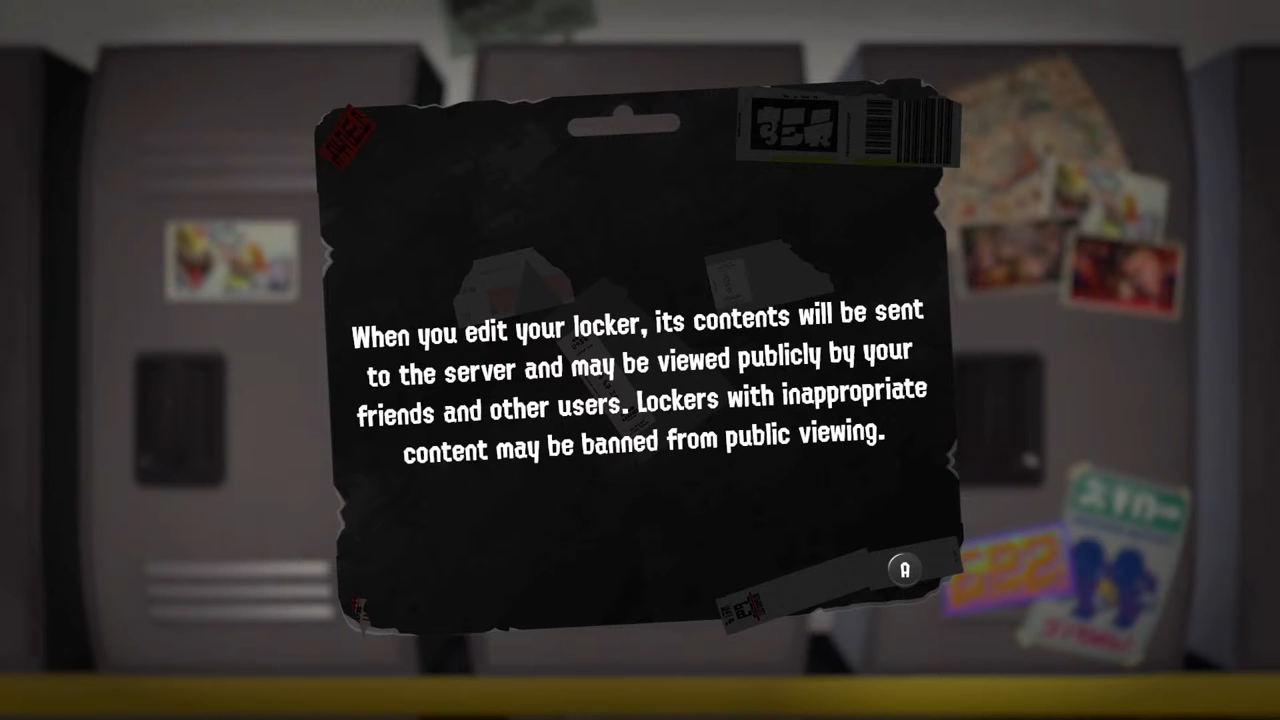 When you edit your locker, its contents will be sent
to the server and may be viewed publicly by your
friends and other users. Lockers with inappropriate
content may be banned from public viewing.
A